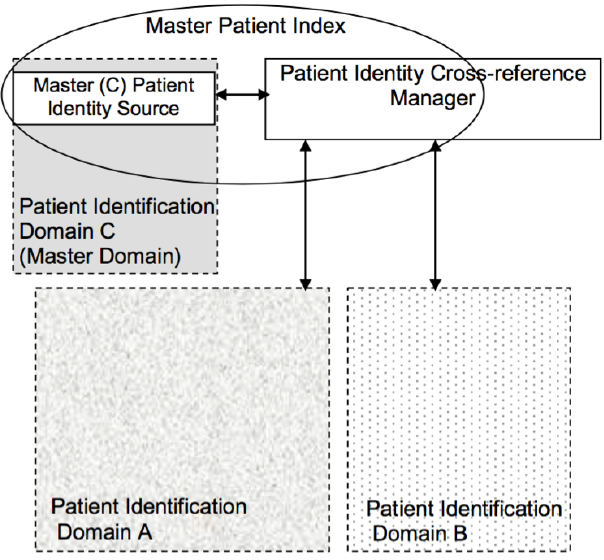 Master Patient Index
Master (C) Patient
Identity Source
Patient Identity Cross-reference
Manager
Patient Identification
Domain C
(Master Domain)
Patient Identification
Domain A
Patient Identification
Domain B